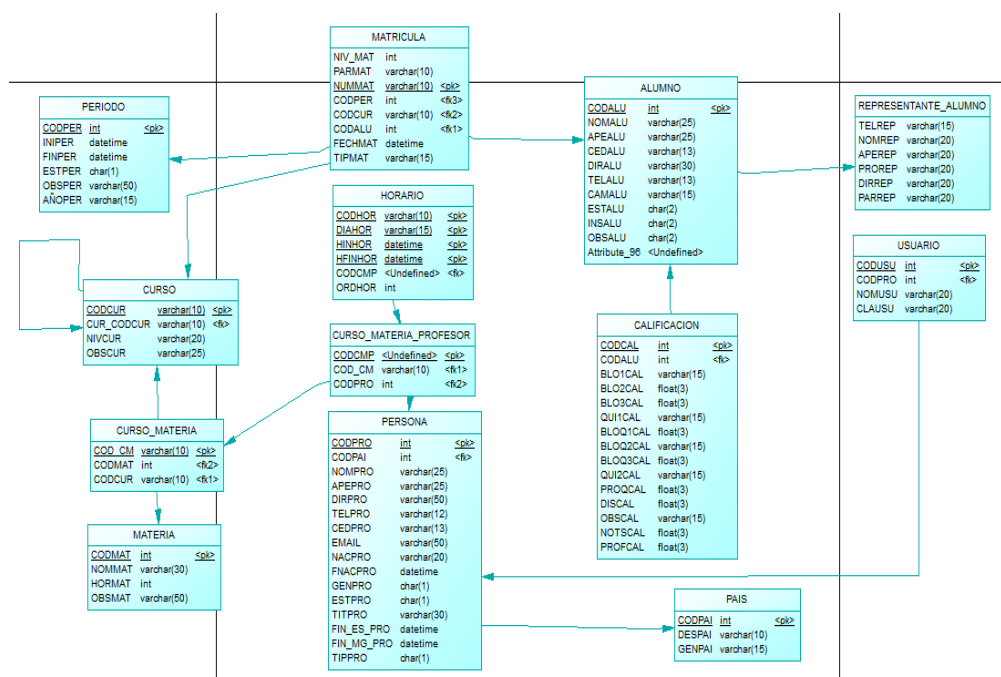 MATRICULA
NIV_MAT int
PARMAT varchar(10)
NUMMAT varchar(10) <pk>
CODPER int <fk3>
CODCUR varchar(10) <fk2>
CODALU int <fk1>
FECHMAT datetime
TIPMAT varchar(15)
PERIODO
CODPER int <pk>
INIPER datetime
FINPER datetime
ESTPER char(1)
OBSPER varchar(50)
AÑOPER varchar(15)
ALUMNO
CODALU int <pk>
NOMALU varchar(25)
APEALU varchar(25)
CEDALU varchar(13)
DIRALU varchar(30)
TELALU varchar(13)
CAMALU varchar(15)
ESTALU char(2)
INSALU char(2)
OBSALU char(2)
Attribute_96 <Undefined>
REPRESENTANTE_ALUMNO
TELREP varchar(15)
NOMREP varchar(20)
APEREP varchar(20)
PROREP varchar(20)
DIRREP varchar(20)
PARREP varchar(20)
HORARIO
CODHOR varchar(10) <pk>
DIAHOR varchar(15) <pk>
HINHOR datetime <pk>
HFINHOR datetime <pk>
CODCMP <Undefined> <fk>
ORDHOR int
USUARIO
CODUSU int <pk>
CODPRO int <fk>
NOMUSU varchar(20)
CLAUSU varchar(20)
CURSO
CODCUR varchar(10) <pk>
CUR_CODCUR varchar(10) <fk>
NIVCUR varchar(20)
OBSCUR varchar(25)
CURSO_MATERIA_PROFESOR
CODCMP <Undefined> <pk>
COD_CM varchar(10) <fk1>
CODPRO int <fk2>
CALIFICACION
CODCAL int <pk>
CODALU int <fk>
BLO1CAL varchar(15)
BLO2CAL float(3)
BLO3CAL float(3)
QUI1CAL varchar(15)
BLOQ1CAL float(3)
BLOQ2CAL varchar(15)
BLOQ3CAL float(3)
QUI2CAL varchar(15)
PROQCAL float(3)
DISCAL float(3)
OBSCAL varchar(15)
NOTSCAL float(3)
PROFCAL float(3)
CURSO_MATERIA
COD_CM varchar(10) <pk>
CODMAT int <fk2>
CODCUR varchar(10) <fk1>
PERSONA
CODPRO int <pk>
CODPAI int <fk>
NOMPRO varchar(25)
APEPRO varchar(25)
DIRPRO varchar(50)
TELPRO varchar(12)
CEDPRO varchar(13)
EMAIL varchar(50)
NACPRO varchar(20)
FNACPRO datetime
GENPRO char(1)
ESTPRO char(1)
TITPRO varchar(30)
FIN_ES_PRO datetime
FIN_MG_PRO datetime
TIPPRO char(1)
MATERIA
CODMAT int <pk>
NOMMAT varchar(30)
HORMAT int
OBSMAT varchar(50)
PAIS
CODPAI int <pk>
DESPAI varchar(10)
GENPAI varchar(15)